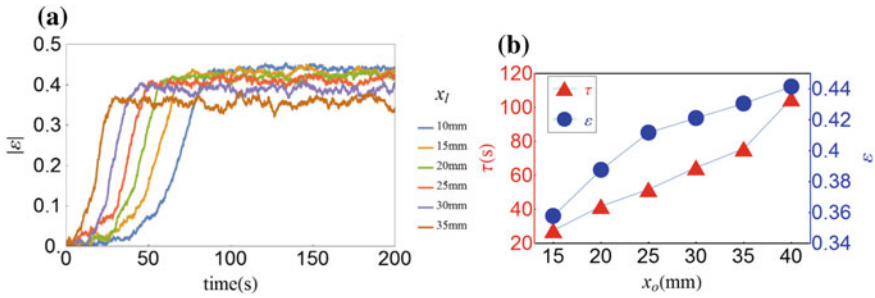 (a)
0.5
0.4
0.3
0.2
0.1
0
|ε|
0 50 100 150 200
time(s)
x_l
10mm
15mm
20mm
25mm
30mm
35mm
(b)
120
100
80
60
40
20
τ(s)
τ
ε
0.44
0.42
0.4
0.38
0.36
0.34
ε
15 20 25 30 35 40
x_o(mm)